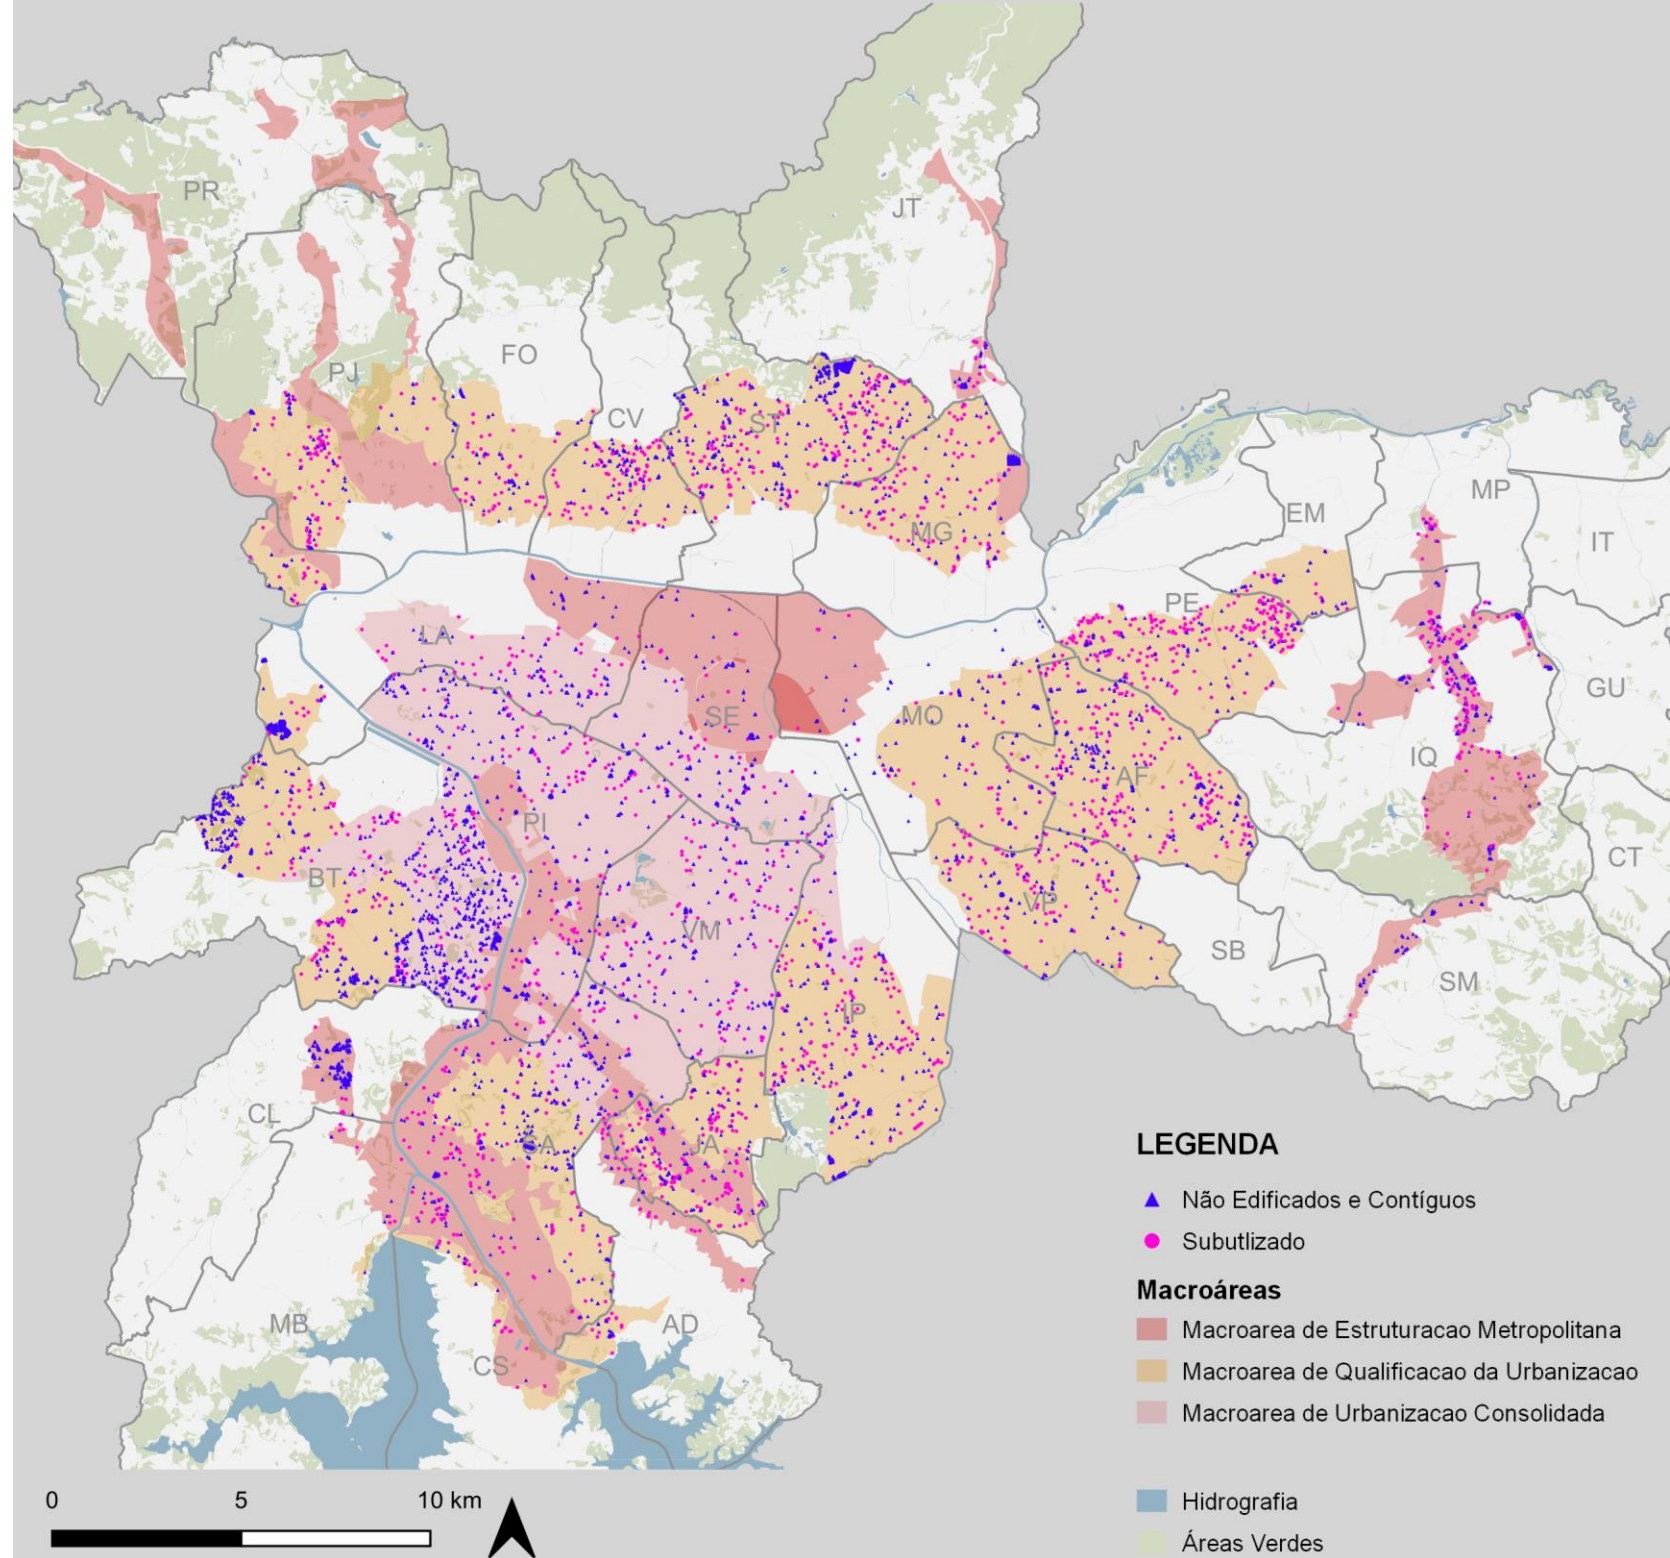 PR
JT
FO
PJ
CV
ST
MP
EM
MG
IT
PE
LA
GU
SE
MO
IQ
AF
PI
CT
BT
VP
VM
SB
SM
IP
CL
SA
JA
MB
AD
CS
LEGENDA
Não Edificados e Contíguos
Subutlizado
Macroáreas
Macroarea de Estruturacao Metropolitana
Macroarea de Qualificacao da Urbanizacao
Macroarea de Urbanizacao Consolidada
Hidrografia
Áreas Verdes
0 5 10 km